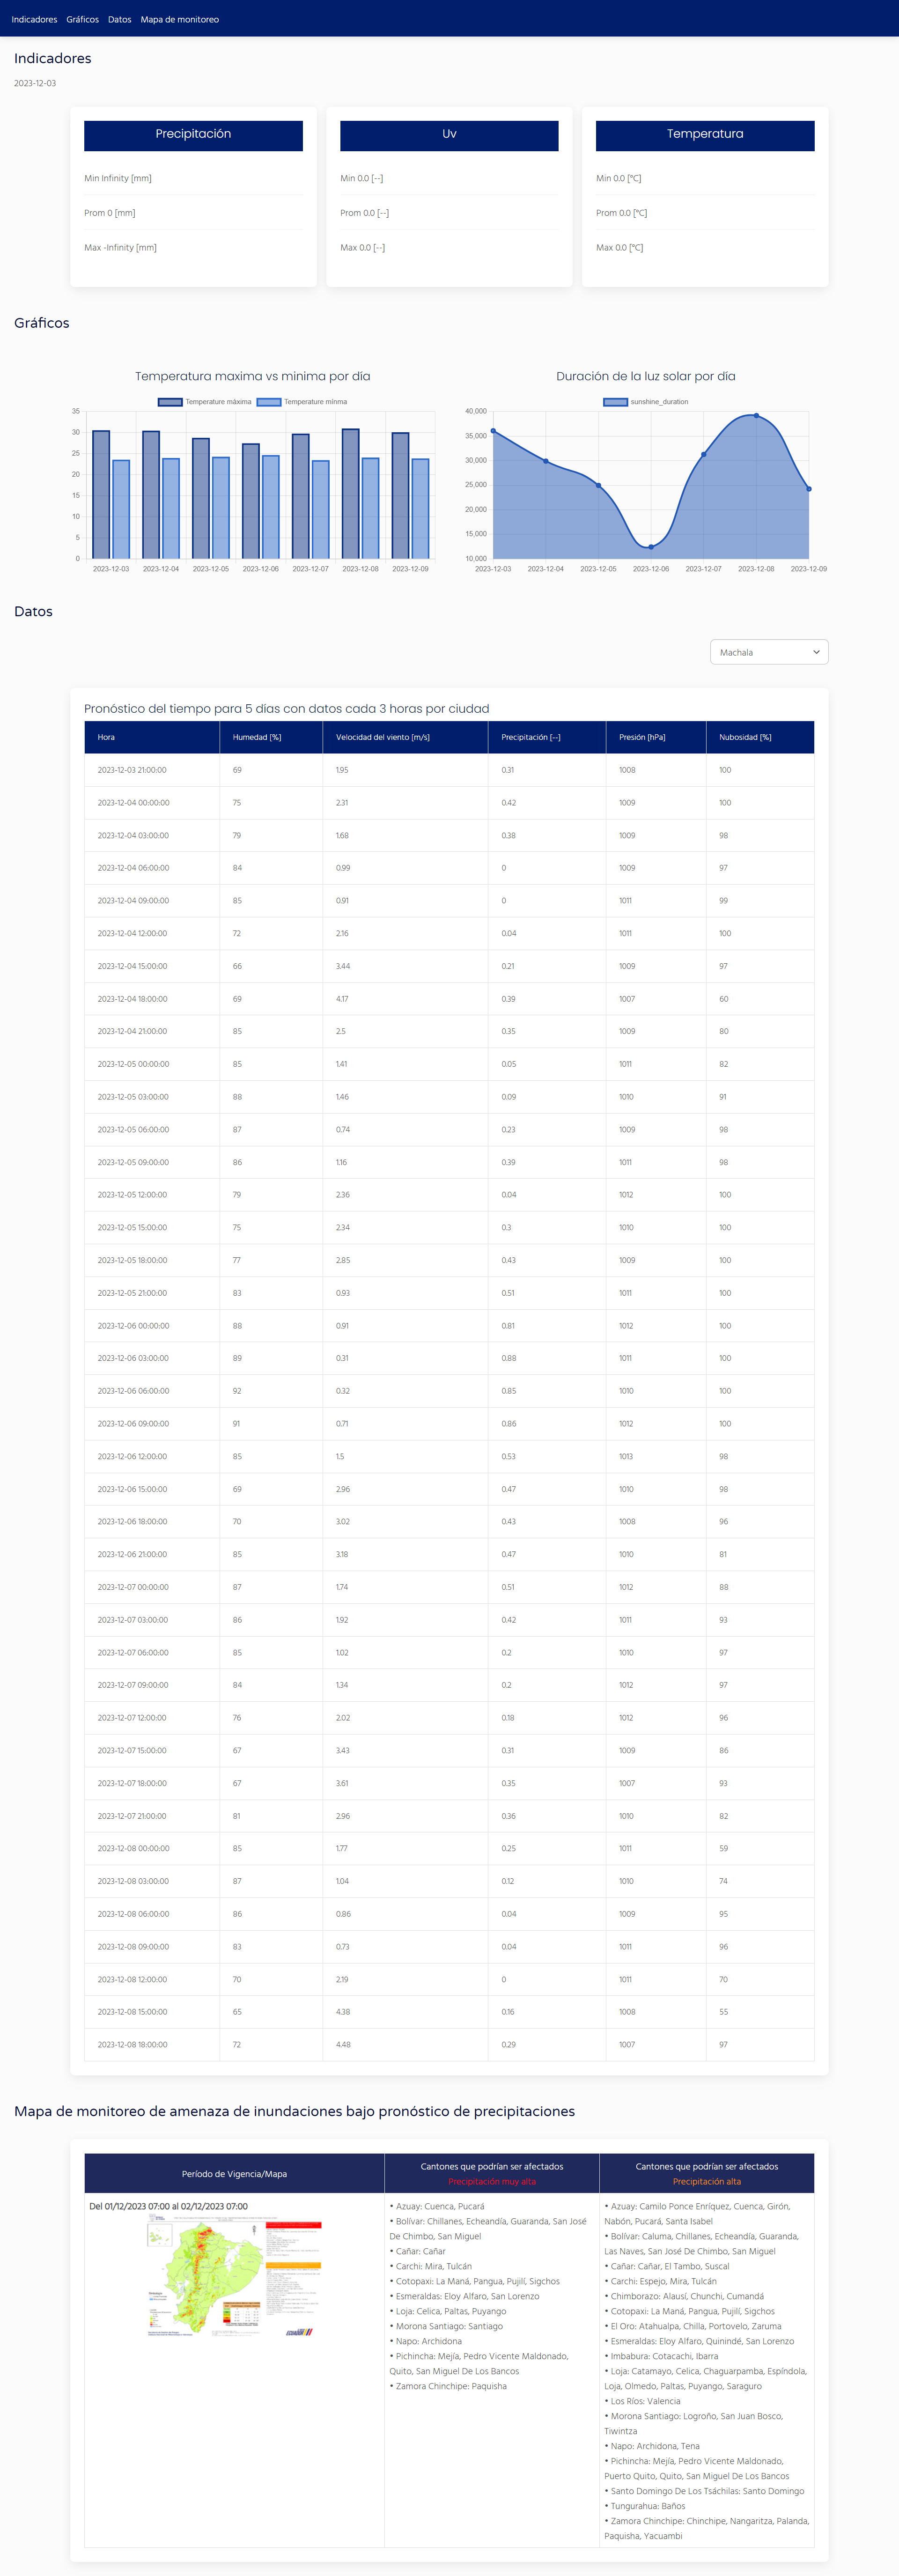 Indicadores Gráficos Datos Mapa de monitoreo
Indicadores
2023-12-03
Precipitación
Min Infinity [mm]
Prom 0 [mm]
Max -Infinity [mm]
Uv
Min 0.0 [--]
Prom 0.0 [--]
Max 0.0 [--]
Temperatura
Min 0.0 [°C]
Prom 0.0 [°C]
Max 0.0 [°C]
Gráficos
Temperatura maxima vs minima por día
Temperature máxima Temperature mínma
35
30
25
20
15
10
5
0
2023-12-03 2023-12-04 2023-12-05 2023-12-06 2023-12-07 2023-12-08 2023-12-09
Duración de la luz solar por día
sunshine_duration
40,000
35,000
30,000
25,000
20,000
15,000
10,000
2023-12-03 2023-12-04 2023-12-05 2023-12-06 2023-12-07 2023-12-08 2023-12-09
Datos
Machala
Pronóstico del tiempo para 5 días con datos cada 3 horas por ciudad
Hora Humedad [%] Velocidad del viento [m/s] Precipitación [--] Presión [hPa] Nubosidad [%]
2023-12-03 21:00:00 69 1.95 0.31 1008 100
2023-12-04 00:00:00 75 2.31 0.42 1009 100
2023-12-04 03:00:00 79 1.68 0.38 1009 98
2023-12-04 06:00:00 84 0.99 0 1009 97
2023-12-04 09:00:00 85 0.91 0 1011 99
2023-12-04 12:00:00 72 2.16 0.04 1011 100
2023-12-04 15:00:00 66 3.44 0.21 1009 97
2023-12-04 18:00:00 69 4.17 0.39 1007 60
2023-12-04 21:00:00 85 2.5 0.35 1009 80
2023-12-05 00:00:00 85 1.41 0.05 1011 82
2023-12-05 03:00:00 88 1.46 0.09 1010 91
2023-12-05 06:00:00 87 0.74 0.23 1009 98
2023-12-05 09:00:00 86 1.16 0.39 1011 98
2023-12-05 12:00:00 79 2.36 0.04 1012 100
2023-12-05 15:00:00 75 2.34 0.3 1010 100
2023-12-05 18:00:00 77 2.85 0.43 1009 100
2023-12-05 21:00:00 83 0.93 0.51 1011 100
2023-12-06 00:00:00 88 0.91 0.81 1012 100
2023-12-06 03:00:00 89 0.31 0.88 1011 100
2023-12-06 06:00:00 92 0.32 0.85 1010 100
2023-12-06 09:00:00 91 0.71 0.86 1012 100
2023-12-06 12:00:00 85 1.5 0.53 1013 98
2023-12-06 15:00:00 69 2.96 0.47 1010 98
2023-12-06 18:00:00 70 3.02 0.43 1008 96
2023-12-06 21:00:00 85 3.18 0.47 1010 81
2023-12-07 00:00:00 87 1.74 0.51 1012 88
2023-12-07 03:00:00 86 1.92 0.42 1011 93
2023-12-07 06:00:00 85 1.02 0.2 1010 97
2023-12-07 09:00:00 84 1.34 0.2 1012 97
2023-12-07 12:00:00 76 2.02 0.18 1012 96
2023-12-07 15:00:00 67 3.43 0.31 1009 86
2023-12-07 18:00:00 67 3.61 0.35 1007 93
2023-12-07 21:00:00 81 2.96 0.36 1010 82
2023-12-08 00:00:00 85 1.77 0.25 1011 59
2023-12-08 03:00:00 87 1.04 0.12 1010 74
2023-12-08 06:00:00 86 0.86 0.04 1009 95
2023-12-08 09:00:00 83 0.73 0.04 1011 96
2023-12-08 12:00:00 70 2.19 0 1011 70
2023-12-08 15:00:00 65 4.38 0.16 1008 55
2023-12-08 18:00:00 72 4.48 0.29 1007 97
Mapa de monitoreo de amenaza de inundaciones bajo pronóstico de precipitaciones
Período de Vigencia/Mapa
Cantones que podrían ser afectados
Precipitación muy alta
Cantones que podrían ser afectados
Precipitación alta
Del 01/12/2023 07:00 al 02/12/2023 07:00
ECUADOR
• Azuay: Cuenca, Pucará
• Bolívar: Chillanes, Echeandía, Guaranda, San José
De Chimbo, San Miguel
• Cañar: Cañar
• Carchi: Mira, Tulcán
• Cotopaxi: La Maná, Pangua, Pujilí, Sigchos
• Esmeraldas: Eloy Alfaro, San Lorenzo
• Loja: Celica, Paltas, Puyango
• Morona Santiago: Santiago
• Napo: Archidona
• Pichincha: Mejía, Pedro Vicente Maldonado,
Quito, San Miguel De Los Bancos
• Zamora Chinchipe: Paquisha
• Azuay: Camilo Ponce Enríquez, Cuenca, Girón,
Nabón, Pucará, Santa Isabel
• Bolívar: Caluma, Chillanes, Echeandía, Guaranda,
Las Naves, San José De Chimbo, San Miguel
• Cañar: Cañar, El Tambo, Suscal
• Carchi: Espejo, Mira, Tulcán
• Chimborazo: Alausí, Chunchi, Cumandá
• Cotopaxi: La Maná, Pangua, Pujilí, Sigchos
• El Oro: Atahualpa, Chilla, Portovelo, Zaruma
• Esmeraldas: Eloy Alfaro, Quinindé, San Lorenzo
• Imbabura: Cotacachi, Ibarra
• Loja: Catamayo, Celica, Chaguarpamba, Espíndola,
Loja, Olmedo, Paltas, Puyango, Saraguro
• Los Ríos: Valencia
• Morona Santiago: Logroño, San Juan Bosco,
Tiwintza
• Napo: Archidona, Tena
• Pichincha: Mejía, Pedro Vicente Maldonado,
Puerto Quito, Quito, San Miguel De Los Bancos
• Santo Domingo De Los Tsáchilas: Santo Domingo
• Tungurahua: Baños
• Zamora Chinchipe: Chinchipe, Nangaritza, Palanda,
Paquisha, Yacuambi